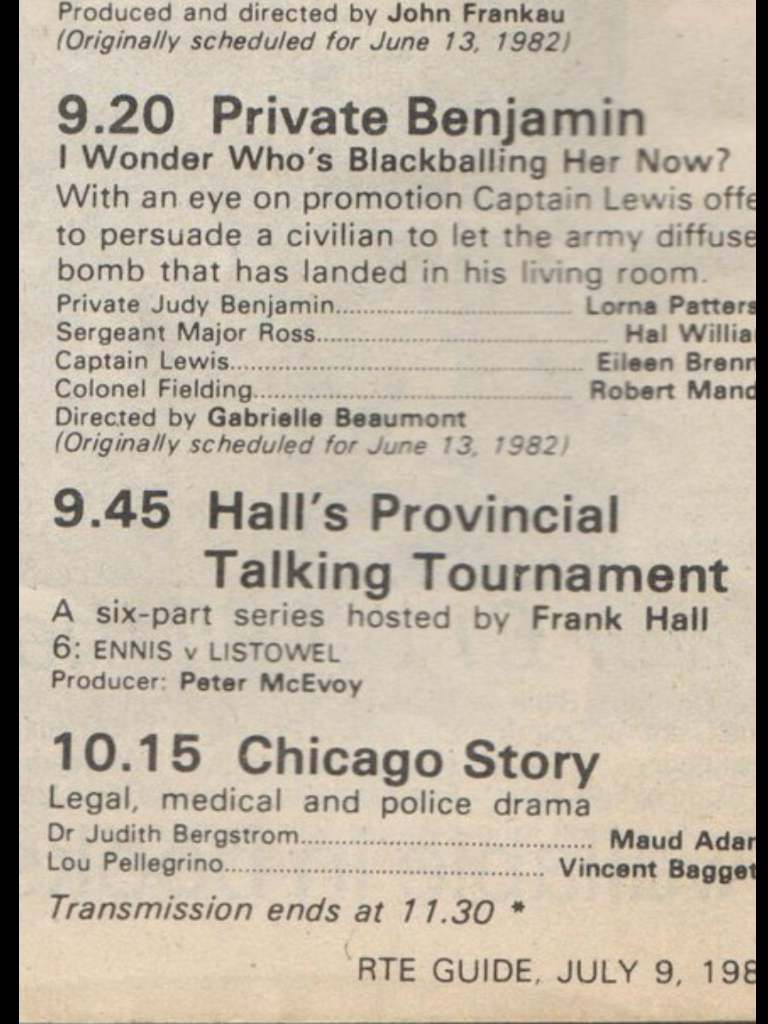 Produced and directed by John Frankau
(Originally scheduled for June 13, 1982)
9.20 Private Benjamin
I Wonder Who's Blackballing Her Now?
With an eye on promotion Captain Lewis offe
to persuade a civilian to let the army diffuse
bomb that has landed in his living room.
Private Judy Benjamin.................................... Lorna Patters
Sergeant Major Ross............................................ Hal Willia
Captain Lewis...................................................... Eileen Brenn
Colonel Fielding................................................. Robert Mand
Directed by Gabrielle Beaumont
(Originally scheduled for June 13, 1982)
9.45 Hall's Provincial
Talking Tournament
A six-part series hosted by Frank Hall
6: ENNIS v LISTOWEL
Producer: Peter McEvoy
10.15 Chicago Story
Legal, medical and police drama
Dr Judith Bergstrom............................................ Maud Adam
Lou Pellegrino................................................ Vincent Bagget
Transmission ends at 11.30 *
RTE GUIDE, JULY 9, 198